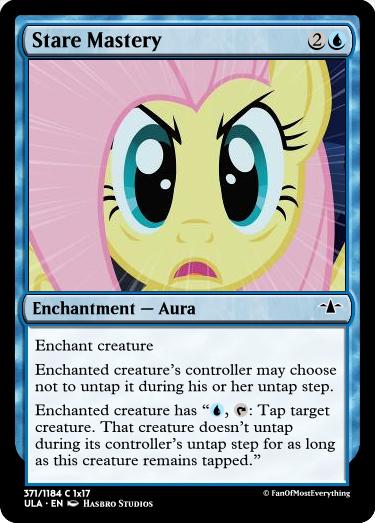 Stare Mastery 2
Enchantment — Aura
Enchant creature
Enchanted creature's controller may choose
not to untap it during his or her untap step.
Enchanted creature has “, : Tap target
creature. That creature doesn't untap
during its controller's untap step for as long
as this creature remains tapped.”
371/1184 C 1x17
ULA • EN HASBRO STUDIOS
© FanOfMostEverything